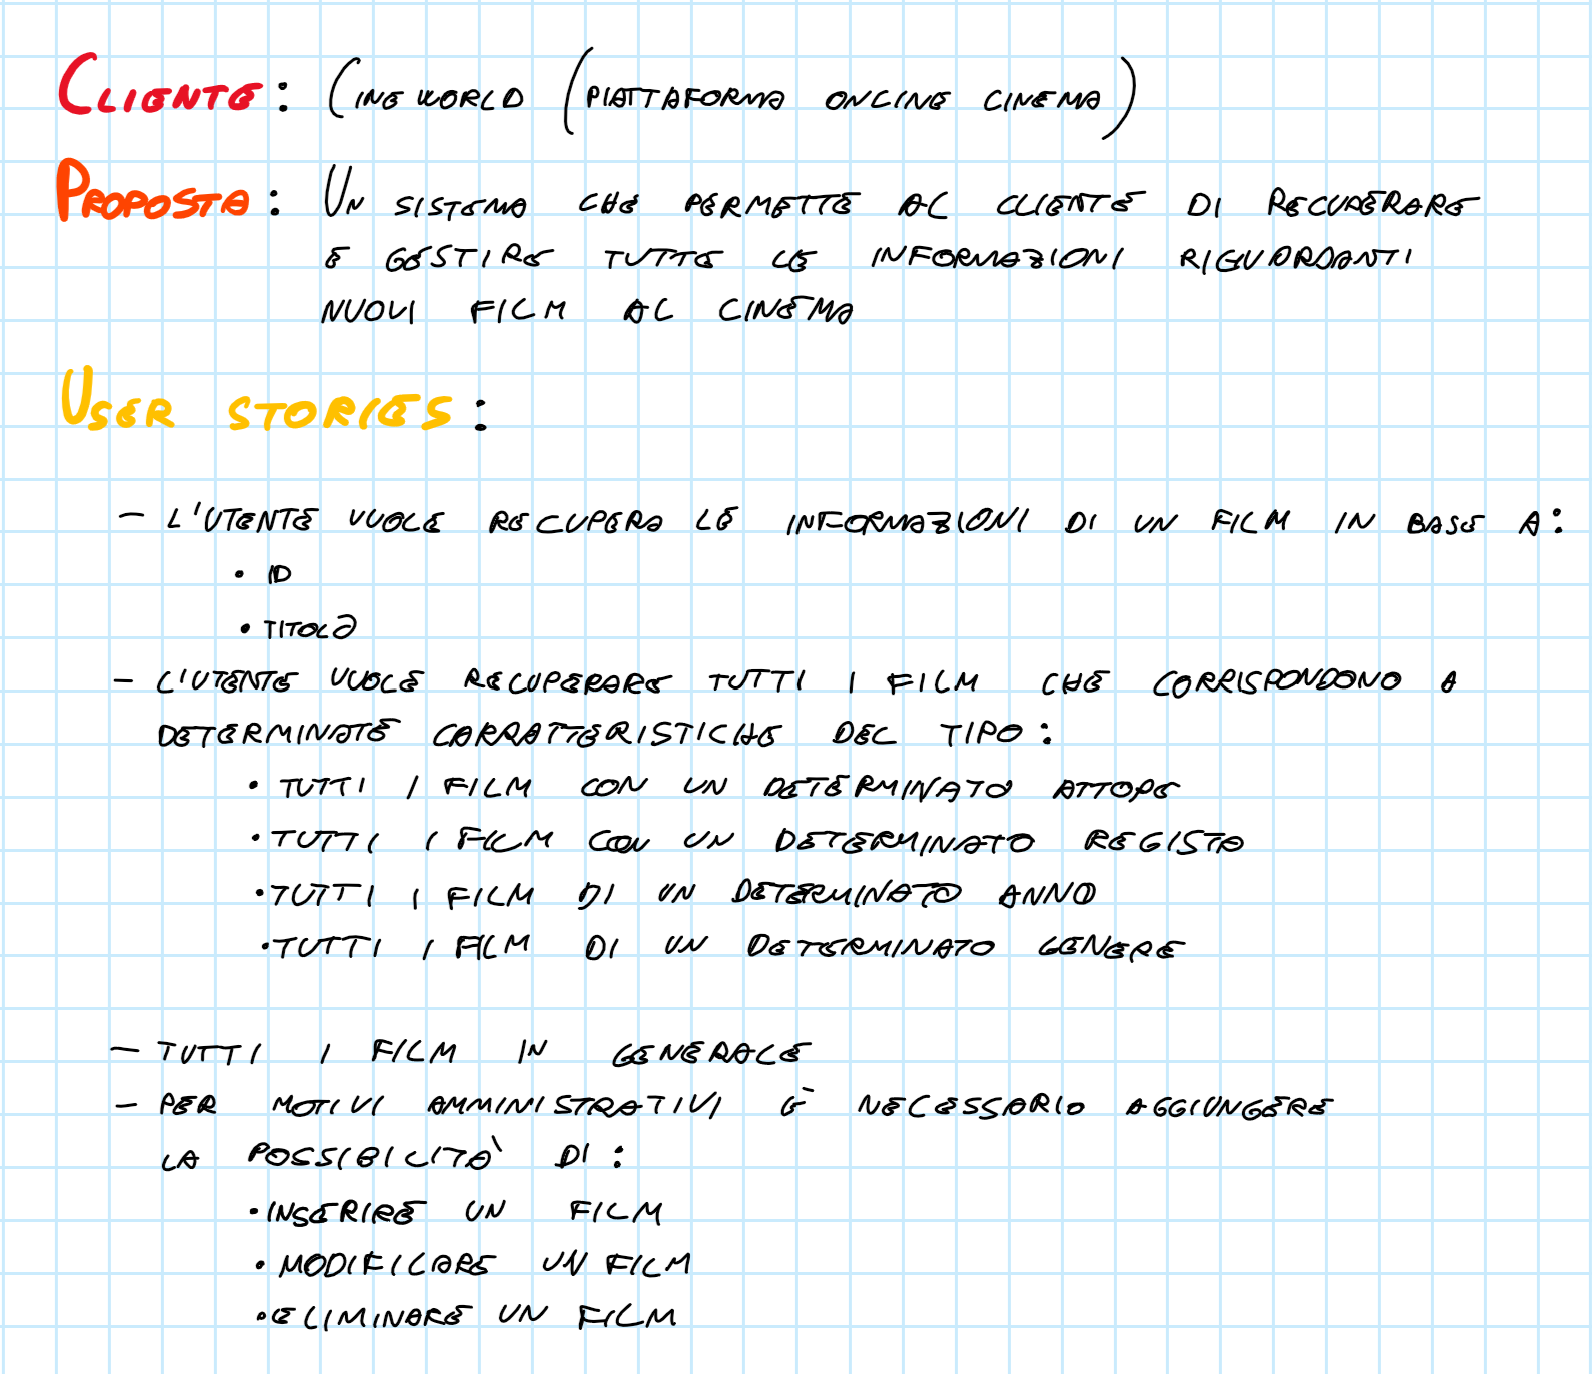 CLIENTE: CINEWORLD (PIATTAFORMA ONLINE CINEMA)
PROPOSTA: UN SISTEMA CHE PERMETTE AL CLIENTE DI RECUPERARE
E GESTIRE TUTTE LE INFORMAZIONI RIGUARDANTI
NUOVI FILM AL CINEMA
USER STORIES:
- L'UTENTE VUOLE RECUPERA LE INFORMAZIONI DI UN FILM IN BASE A:
• ID
• TITOLO
- L'UTENTE VUOLE RECUPERARE TUTTI I FILM CHE CORRISPONDONO A
DETERMINATE CARRATTERISTICHE DEL TIPO:
• TUTTI I FILM CON UN DETERMINATO ATTORE
• TUTTI I FILM CON UN DETERMINATO REGISTA
• TUTTI I FILM DI UN DETERMINATO ANNO
• TUTTI I FILM DI UN DETERMINATO GENERE
- TUTTI I FILM IN GENERALE
- PER MOTIVI AMMINISTRATIVI È NECESSARIO AGGIUNGERE
LA POSSIBILITÀ DI:
• INSERIRE UN FILM
• MODIFICARE UN FILM
• ELIMINARE UN FILM